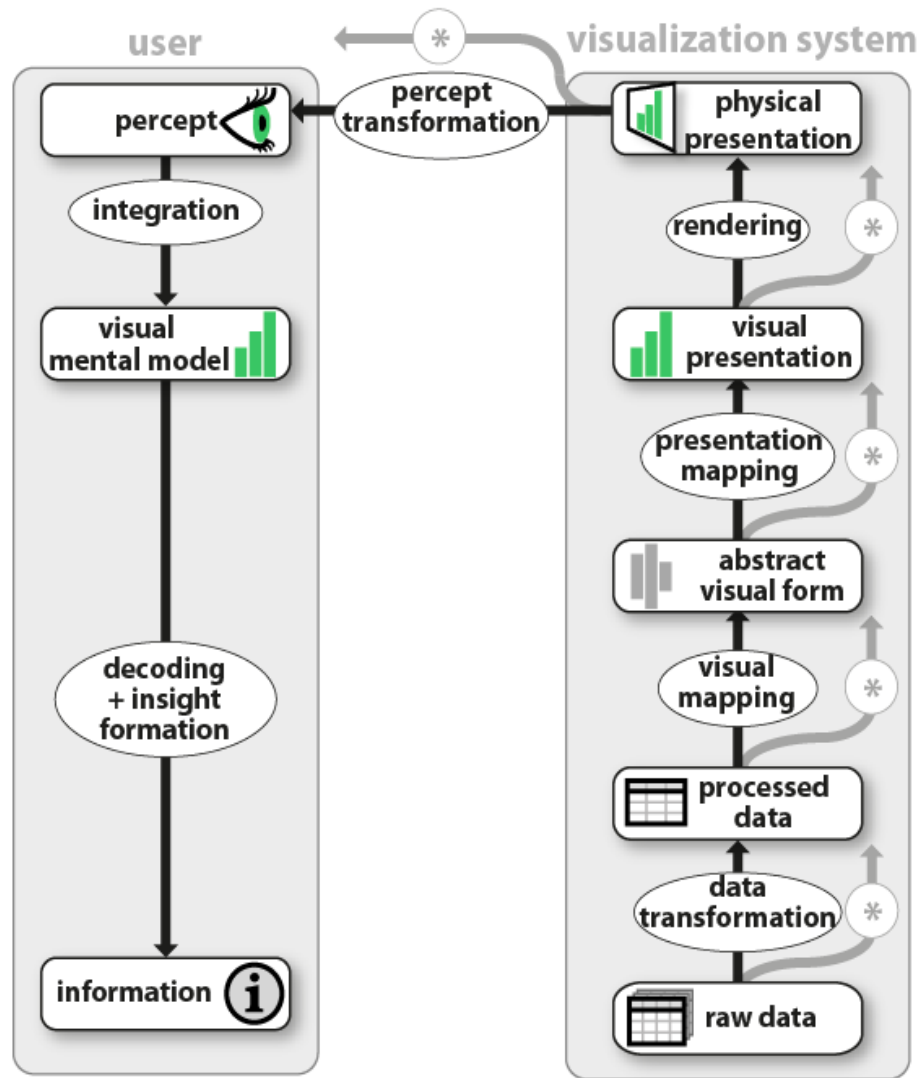 user
visualization system
*
percept
percept
transformation
physical
presentation
integration
rendering
*
visual
mental model
visual
presentation
presentation
mapping
*
abstract
visual form
decoding
+ insight
formation
visual
mapping
*
processed
data
data
transformation
*
information
i
raw data